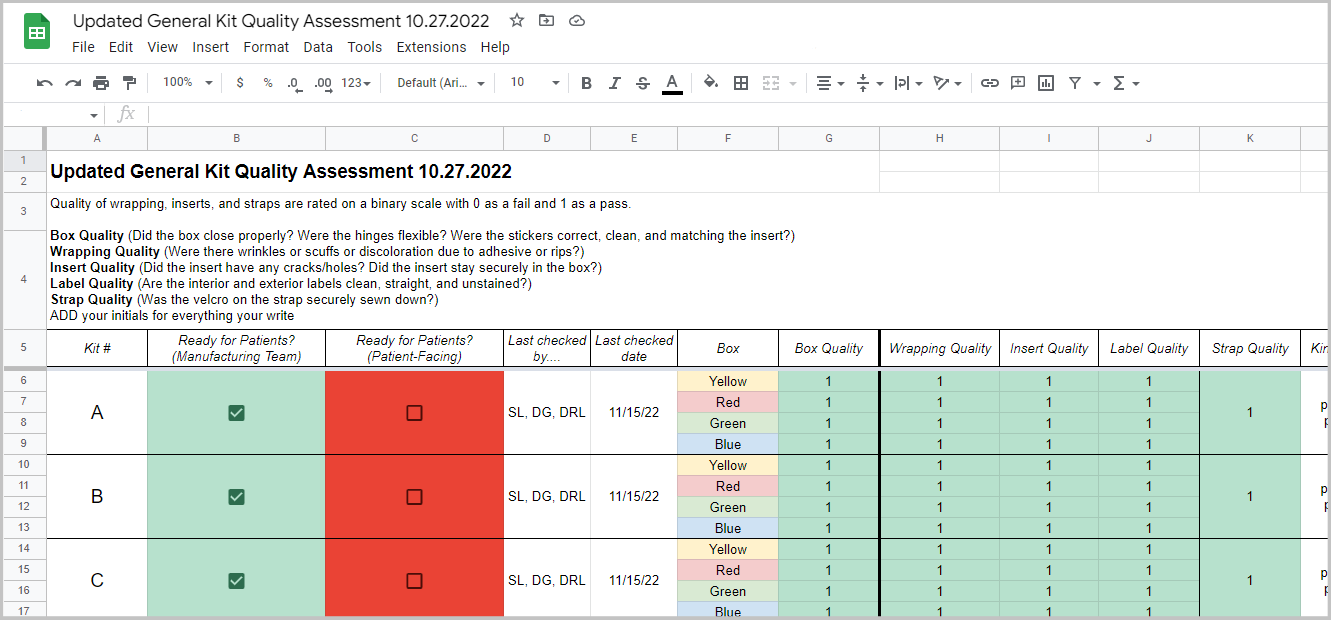 Updated General Kit Quality Assessment 10.27.2022
File Edit View Insert Format Data Tools Extensions Help
100% $ % .0 .00 123 Default (Ari... 10 B I S A
fx
A B C D E F G H I J K
1 Updated General Kit Quality Assessment 10.27.2022
2
3 Quality of wrapping, inserts, and straps are rated on a binary scale with 0 as a fail and 1 as a pass.
Box Quality (Did the box close properly? Were the hinges flexible? Were the stickers correct, clean, and matching the insert?)
Wrapping Quality (Were there wrinkles or scuffs or discoloration due to adhesive or rips?)
Insert Quality (Did the insert have any cracks/holes? Did the insert stay securely in the box?)
4
Label Quality (Are the interior and exterior labels clean, straight, and unstained?)
Strap Quality (Was the velcro on the strap securely sewn down?)
ADD your initials for everything your write
5 Kit # Ready for Patients? (Manufacturing Team) Ready for Patients? (Patient-Facing) Last checked by.... Last checked date Box Box Quality Wrapping Quality Insert Quality Label Quality Strap Quality
6 Yellow 1 1 1 1
7 Red 1 1 1 1
A SL, DG, DRL 11/15/22 1
8 Green 1 1 1 1
9 Blue 1 1 1 1
10 Yellow 1 1 1 1
11 Red 1 1 1 1
B SL, DG, DRL 11/15/22 1
12 Green 1 1 1 1
13 Blue 1 1 1 1
14 Yellow 1 1 1 1
15 Red 1 1 1 1
C SL, DG, DRL 11/15/22 1
16 Green 1 1 1 1
17 Blue 1 1 1 1